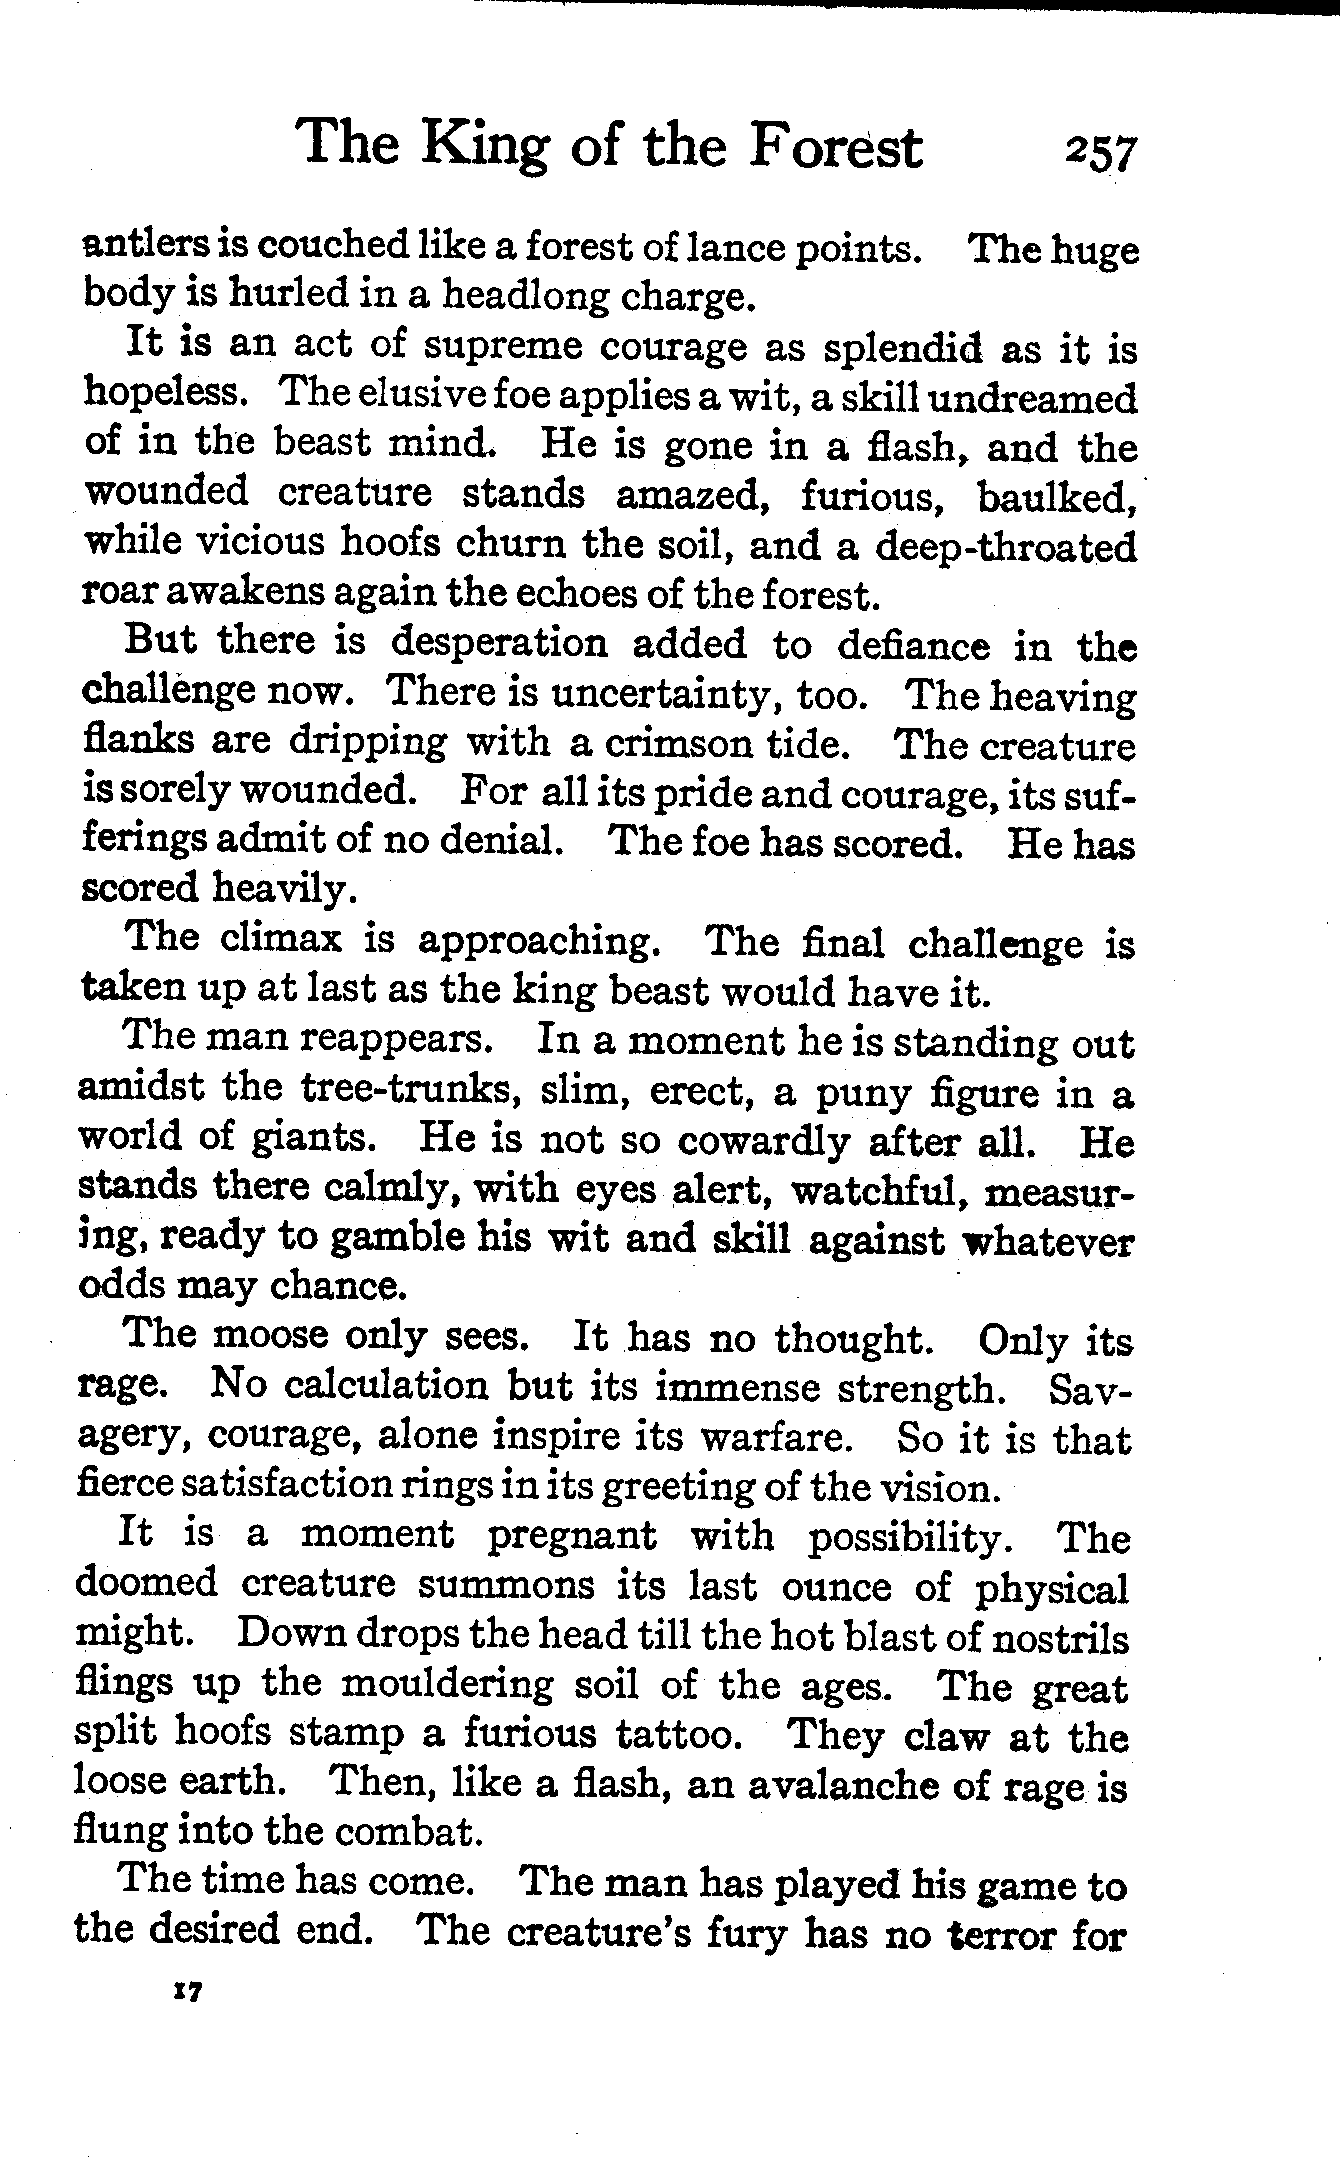 The King of the Forest 257
antlers is couched like a forest of lance points. The huge
body is hurled in a headlong charge.
It is an act of supreme courage as splendid as it is
hopeless. The elusive foe applies a wit, a skill undreamed
of in the beast mind. He is gone in a flash, and the
wounded creature stands amazed, furious, baulked,
while vicious hoofs churn the soil, and a deep-throated
roar awakens again the echoes of the forest.
But there is desperation added to defiance in the
challenge now. There is uncertainty, too. The heaving
flanks are dripping with a crimson tide. The creature
is sorely wounded. For all its pride and courage, its suf-
ferings admit of no denial. The foe has scored. He has
scored heavily.
The climax is approaching. The final challenge is
taken up at last as the king beast would have it.
The man reappears. In a moment he is standing out
amidst the tree-trunks, slim, erect, a puny figure in a
world of giants. He is not so cowardly after all. He
stands there calmly, with eyes alert, watchful, measur-
ing, ready to gamble his wit and skill against whatever
odds may chance.
The moose only sees. It has no thought. Only its
rage. No calculation but its immense strength. Sav-
agery, courage, alone inspire its warfare. So it is that
fierce satisfaction rings in its greeting of the vision.
It is a moment pregnant with possibility. The
doomed creature summons its last ounce of physical
might. Down drops the head till the hot blast of nostrils
flings up the mouldering soil of the ages. The great
split hoofs stamp a furious tattoo. They claw at the
loose earth. Then, like a flash, an avalanche of rage is
flung into the combat.
The time has come. The man has played his game to
the desired end. The creature's fury has no terror for
17